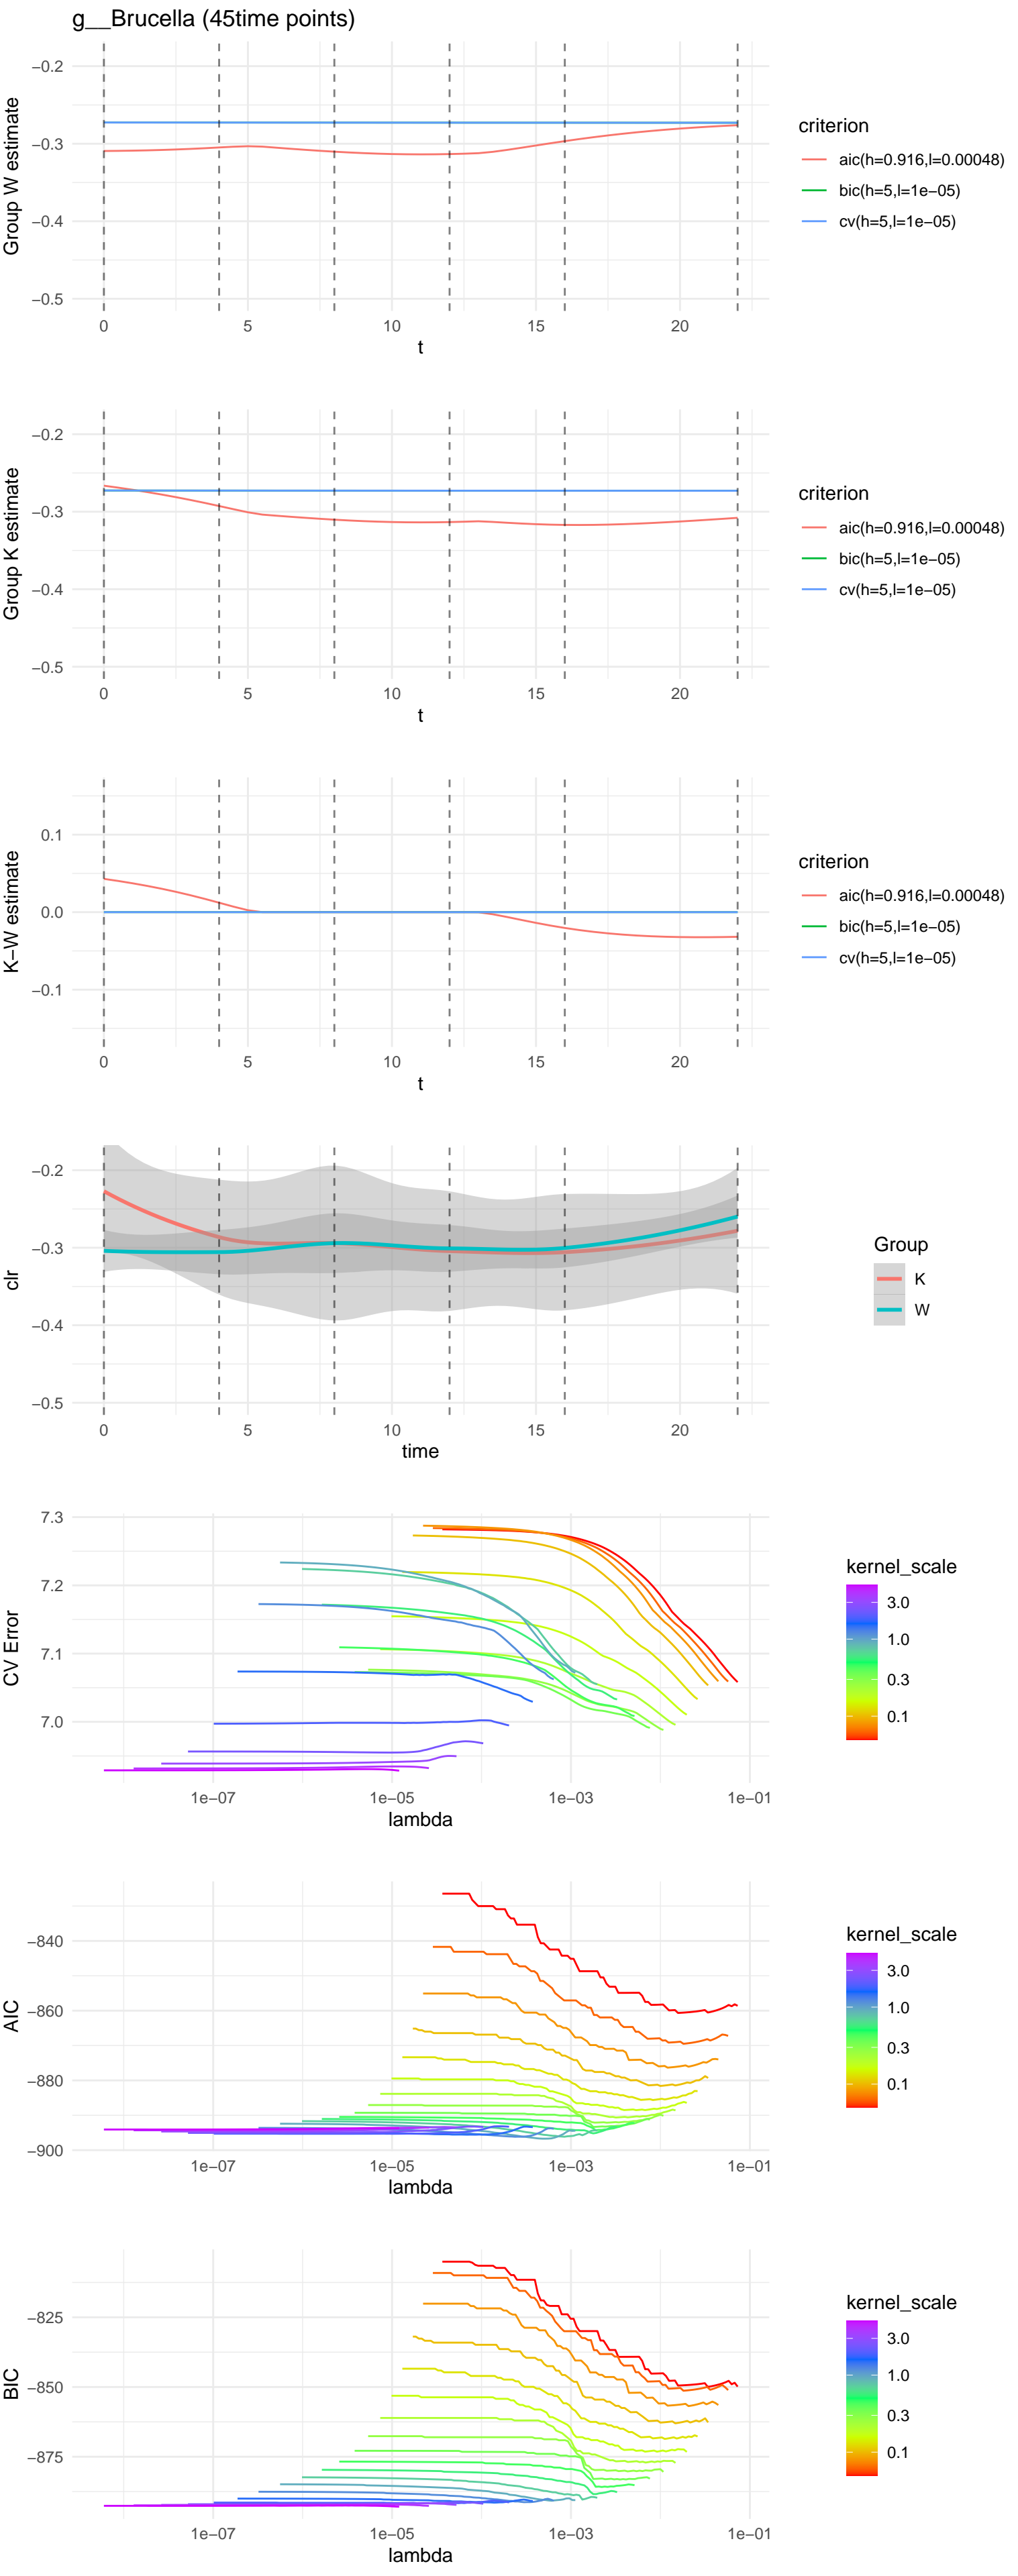 g__Brucella (45time points)
Group W estimate
−0.2
−0.3
−0.4
−0.5
0 5 10 15 20
t
criterion
aic(h=0.916,l=0.00048)
bic(h=5,l=1e−05)
cv(h=5,l=1e−05)
Group K estimate
−0.2
−0.3
−0.4
−0.5
0 5 10 15 20
t
criterion
aic(h=0.916,l=0.00048)
bic(h=5,l=1e−05)
cv(h=5,l=1e−05)
K−W estimate
0.1
0.0
−0.1
0 5 10 15 20
t
criterion
aic(h=0.916,l=0.00048)
bic(h=5,l=1e−05)
cv(h=5,l=1e−05)
clr
−0.2
−0.3
−0.4
−0.5
0 5 10 15 20
time
Group
K
W
CV Error
7.3
7.2
7.1
7.0
1e−07 1e−05 1e−03 1e−01
lambda
kernel_scale
3.0
1.0
0.3
0.1
AIC
−840
−860
−880
−900
1e−07 1e−05 1e−03 1e−01
lambda
kernel_scale
3.0
1.0
0.3
0.1
BIC
−825
−850
−875
1e−07 1e−05 1e−03 1e−01
lambda
kernel_scale
3.0
1.0
0.3
0.1